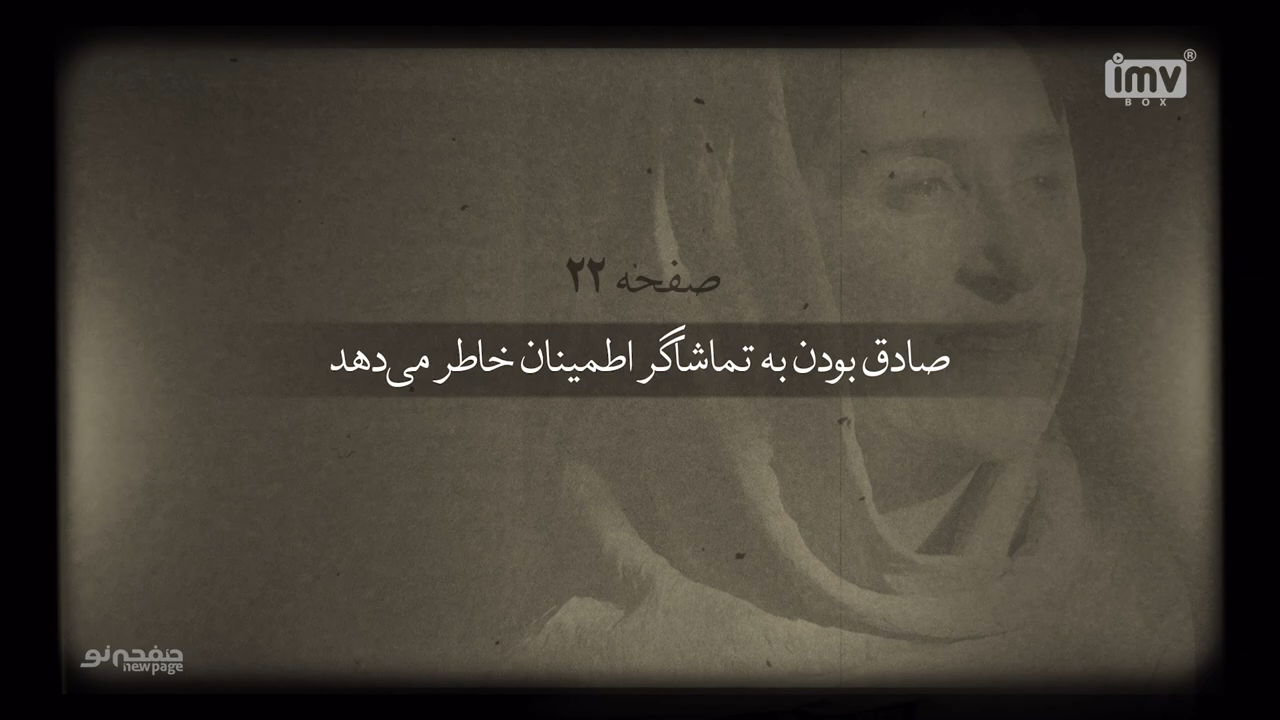 imv®
BOX
صفحه ۲۲
صادق بودن به تماشاگر اطمینان خاطر می‌دهد
صفحه نو
newpage